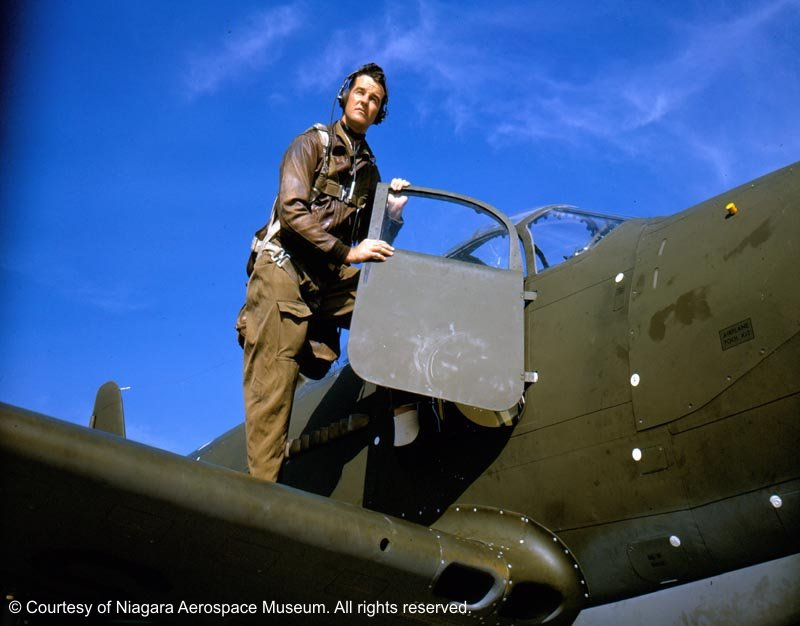 AIRPLANE
TOOL KIT
© Courtesy of Niagara Aerospace Museum. All rights reserved.